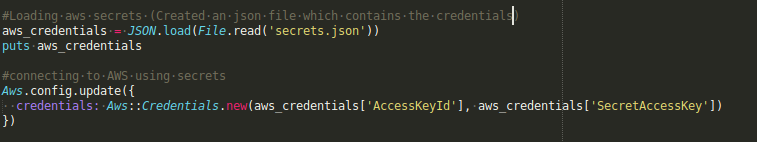 #Loading aws secrets (Created an json file which contains the credentials)
aws_credentials = JSON.load(File.read('secrets.json'))
puts aws_credentials
#connecting to AWS using secrets
Aws.config.update({
  credentials: Aws::Credentials.new(aws_credentials['AccessKeyId'], aws_credentials['SecretAccessKey'])
})